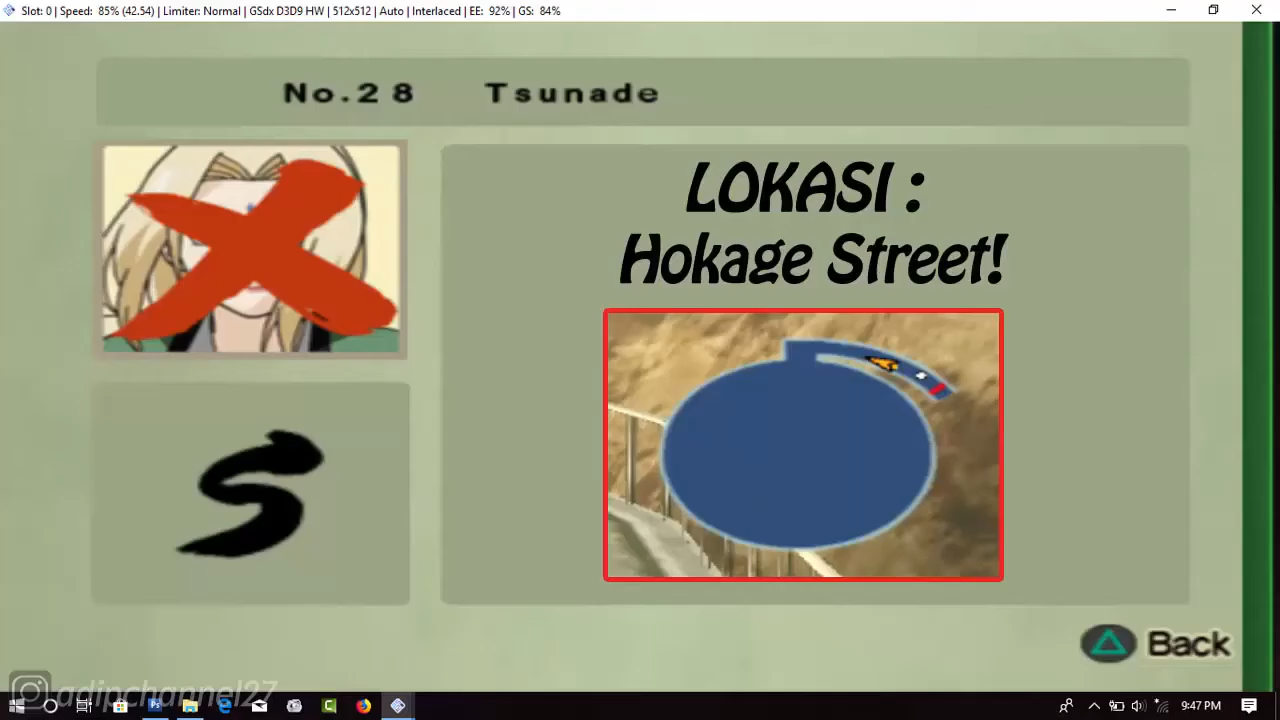 Slot: 0 | Speed: 85% (42.54) | Limiter: Normal | GSdx D3D9 HW | 512x512 | Auto | Interlaced | EE: 92% | GS: 84%
No.28 Tsunade
LOKASI :
Hokage Street!
S
Back
adipchannel27
9:47 PM